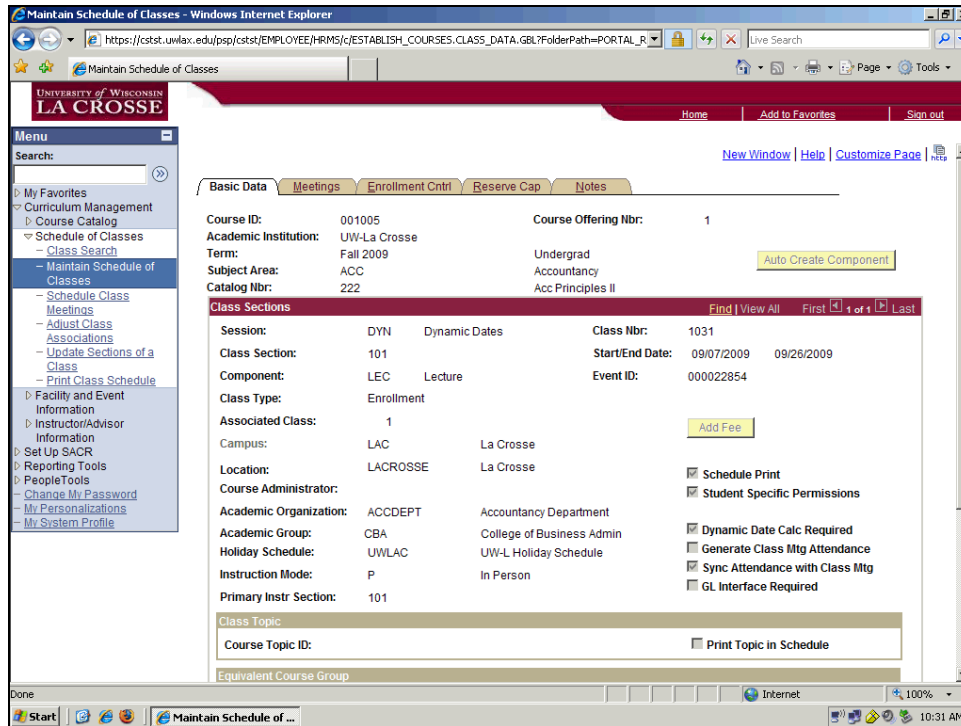 Maintain Schedule of Classes - Windows Internet Explorer
https://cstst.uwlax.edu/psp/cstst/EMPLOYEE/HRMS/c/ESTABLISH_COURSES.CLASS_DATA.GBL?FolderPath=PORTAL_R
Live Search
Maintain Schedule of Classes
Page
Tools
UNIVERSITY of WISCONSIN
LA CROSSE
Home
Add to Favorites
Sign out
Menu
Search:
My Favorites
Curriculum Management
Course Catalog
Schedule of Classes
Class Search
Maintain Schedule of
Classes
Schedule Class
Meetings
Adjust Class
Associations
Update Sections of a
Class
Print Class Schedule
Facility and Event
Information
Instructor/Advisor
Information
Set Up SACR
Reporting Tools
PeopleTools
Change My Password
My Personalizations
My System Profile
New Window | Help | Customize Page |
Basic Data Meetings Enrollment Cntrl Reserve Cap Notes
Course ID: 001005 Course Offering Nbr: 1
Academic Institution: UW-La Crosse
Term: Fall 2009 Undergrad
Auto Create Component
Subject Area: ACC Accountancy
Catalog Nbr: 222 Acc Principles II
Class Sections Find | View All First 1 of 1 Last
Session: DYN Dynamic Dates Class Nbr: 1031
Class Section: 101 Start/End Date: 09/07/2009 09/26/2009
Component: LEC Lecture Event ID: 000022854
Class Type: Enrollment
Associated Class: 1 Add Fee
Campus: LAC La Crosse
Location: LACROSSE La Crosse Schedule Print
Course Administrator: Student Specific Permissions
Academic Organization: ACCDEPT Accountancy Department
Academic Group: CBA College of Business Admin Dynamic Date Calc Required
Holiday Schedule: UWLAC UW-L Holiday Schedule Generate Class Mtg Attendance
Sync Attendance with Class Mtg
Instruction Mode: P In Person GL Interface Required
Primary Instr Section: 101
Class Topic
Course Topic ID: Print Topic in Schedule
Equivalent Course Group
Done Internet 100%
Start Maintain Schedule of ... 10:31 AM